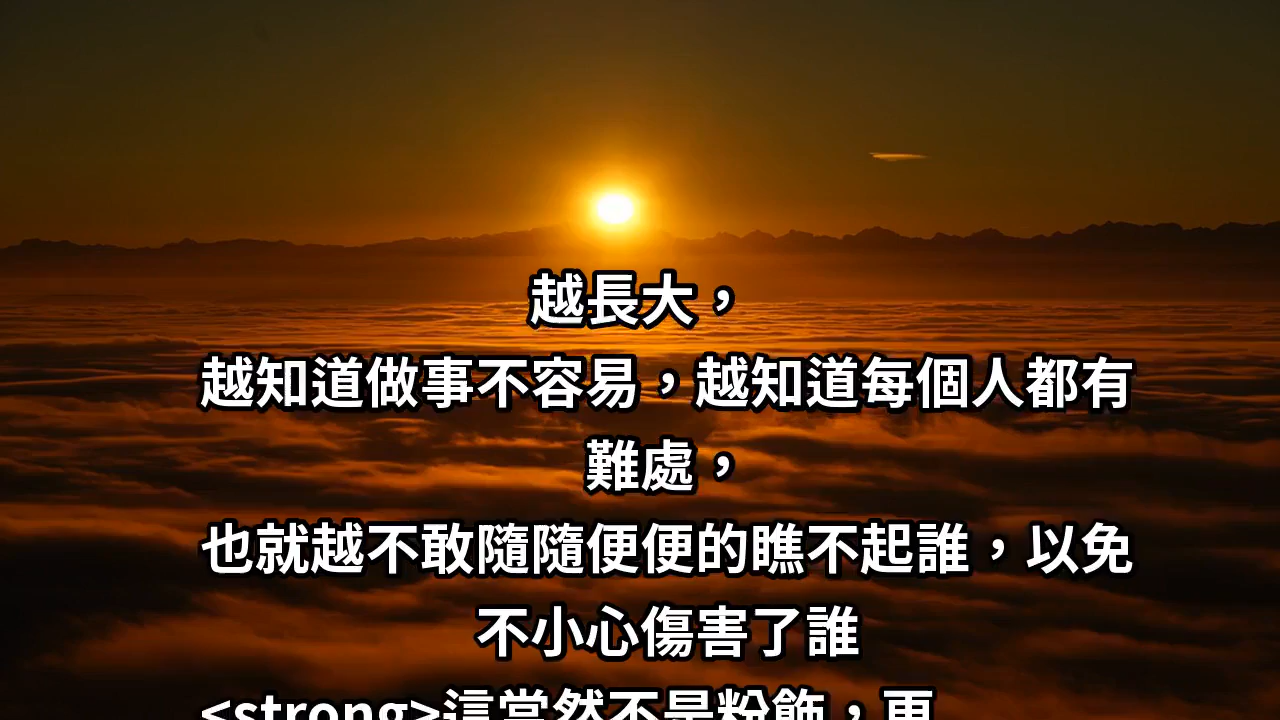 越長大，
越知道做事不容易，越知道每個人都有
難處，
也就越不敢隨隨便便的瞧不起誰，以免
不小心傷害了誰
<strong>這當然不是粉飾，更